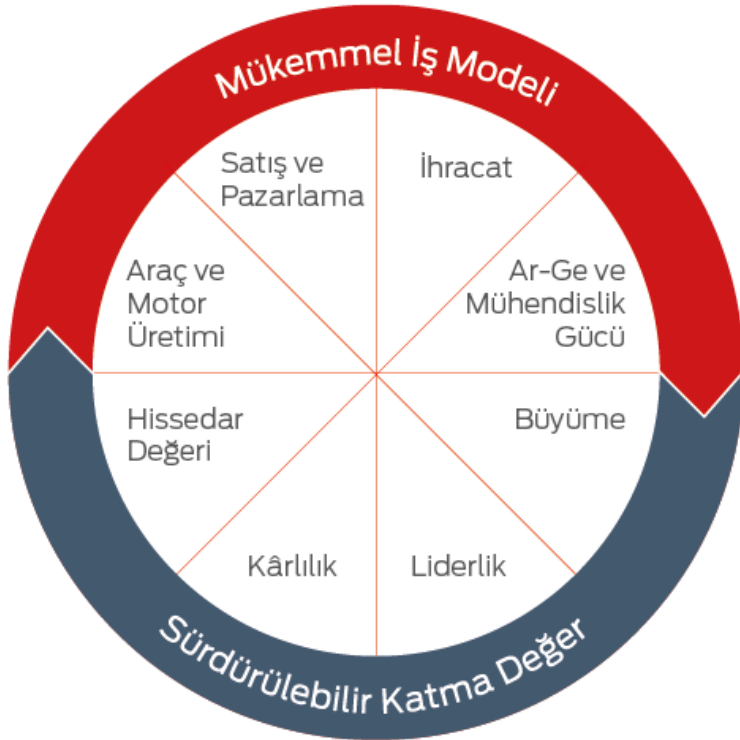 Mükemmel İş Modeli
Satış ve
Pazarlama
İhracat
Araç ve
Motor
Üretimi
Ar-Ge ve
Mühendislik
Gücü
Hissedar
Değeri
Büyüme
Kârlılık
Liderlik
Sürdürülebilir Katma Değer